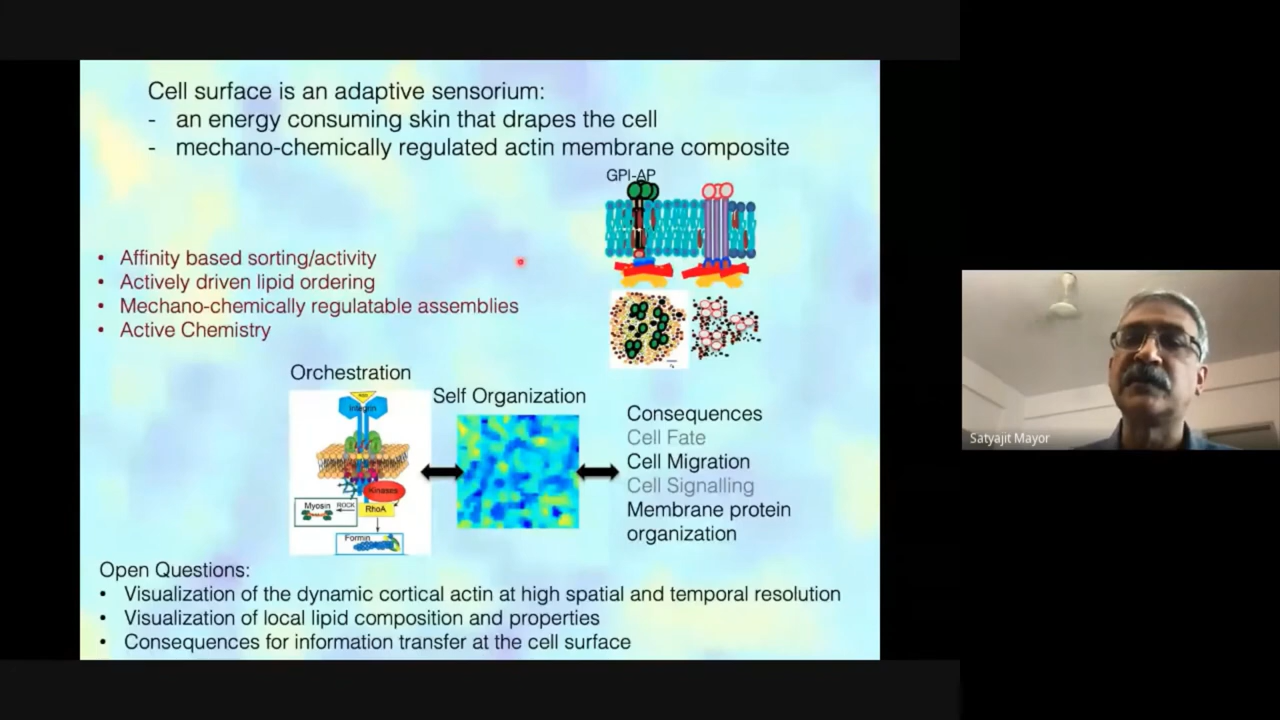 Cell surface is an adaptive sensorium:
- an energy consuming skin that drapes the cell
- mechano-chemically regulated actin membrane composite
GPI-AP
• Affinity based sorting/activity
• Actively driven lipid ordering
• Mechano-chemically regulatable assemblies
• Active Chemistry
Orchestration
Integrin
Kinases
Myosin
ROCK
RhoA
Formin
Self Organization
Consequences
Cell Fate
Cell Migration
Cell Signalling
Membrane protein
organization
Satyajit Mayor
Open Questions:
• Visualization of the dynamic cortical actin at high spatial and temporal resolution
• Visualization of local lipid composition and properties
• Consequences for information transfer at the cell surface